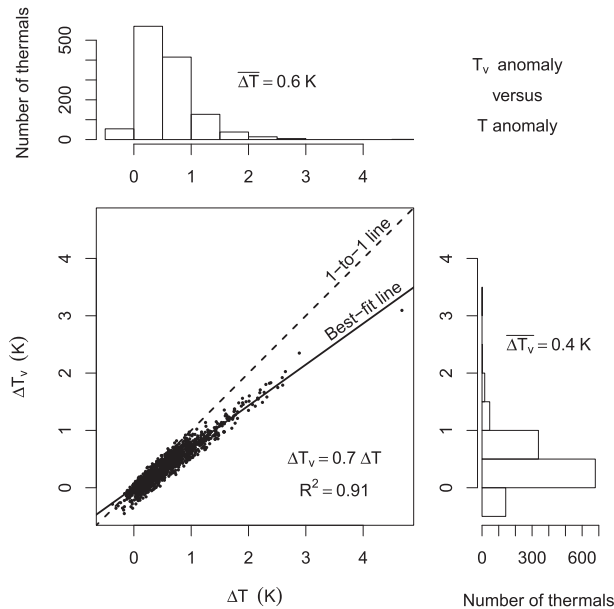 Number of thermals
0
200
500
0 1 2 3 4
ΔT = 0.6 K
Tᵥ anomaly
versus
T anomaly
ΔTᵥ (K)
0
1
2
3
4
0 1 2 3 4
ΔT (K)
1−to−1 line
Best−fit line
ΔTᵥ = 0.7 ΔT
R² = 0.91
0
1
2
3
4
ΔTᵥ = 0.4 K
0 300 600
Number of thermals